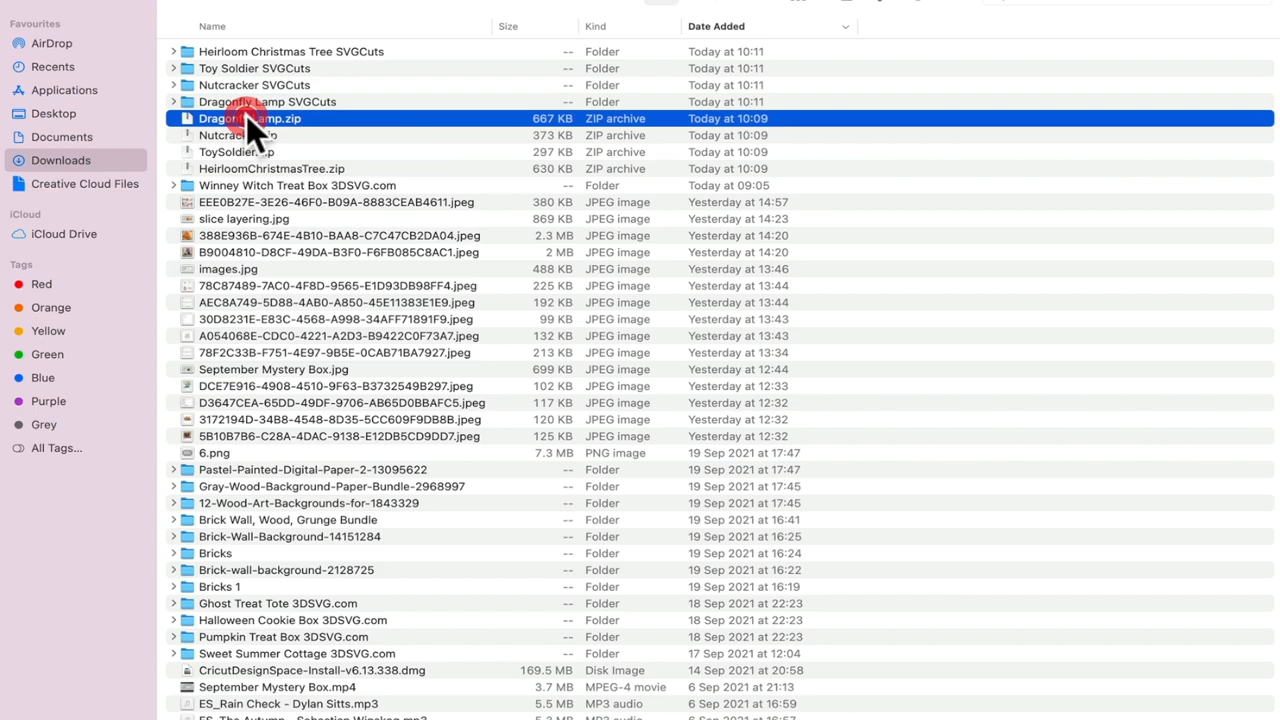 Favourites
AirDrop
Recents
Applications
Desktop
Documents
Downloads
Creative Cloud Files
iCloud
iCloud Drive
Tags
Red
Orange
Yellow
Green
Blue
Purple
Grey
All Tags...
Name Size Kind Date Added
Heirloom Christmas Tree SVGCuts -- Folder Today at 10:11
Toy Soldier SVGCuts -- Folder Today at 10:11
Nutcracker SVGCuts -- Folder Today at 10:11
Dragonfly Lamp SVGCuts -- Folder Today at 10:11
667 KB ZIP archive Today at 10:09
373 KB ZIP archive Today at 10:09
297 KB ZIP archive Today at 10:09
HeirloomChristmasTree.zip 630 KB ZIP archive Today at 10:09
Winney Witch Treat Box 3DSVG.com -- Folder Today at 09:05
EEE0B27E-3E26-46F0-B09A-8883CEAB4611.jpeg 380 KB JPEG image Yesterday at 14:57
slice layering.jpg 869 KB JPEG image Yesterday at 14:23
388E936B-674E-4B10-BAA8-C7C47CB2DA04.jpeg 2.3 MB JPEG image Yesterday at 14:20
B9004810-D8CF-49DA-B3F0-F6FB085C8AC1.jpeg 2 MB JPEG image Yesterday at 14:20
images.jpg 488 KB JPEG image Yesterday at 13:46
78C87489-7AC0-4F8D-9565-E1D93DB98FF4.jpeg 225 KB JPEG image Yesterday at 13:44
AEC8A749-5D88-4AB0-A850-45E11383E1E9.jpeg 192 KB JPEG image Yesterday at 13:44
30D8231E-E83C-4568-A998-34AFF71891F9.jpeg 99 KB JPEG image Yesterday at 13:43
A054068E-CDC0-4221-A2D3-B9422C0F73A7.jpeg 132 KB JPEG image Yesterday at 13:43
78F2C33B-F751-4E97-9B5E-0CAB71BA7927.jpeg 213 KB JPEG image Yesterday at 13:34
September Mystery Box.jpg 699 KB JPEG image Yesterday at 12:44
DCE7E916-4908-4510-9F63-B3732549B297.jpeg 102 KB JPEG image Yesterday at 12:33
D3647CEA-65DD-49DF-9706-AB65D0BBAFC5.jpeg 117 KB JPEG image Yesterday at 12:32
3172194D-34B8-4548-8D35-5CC609F9DB8B.jpeg 120 KB JPEG image Yesterday at 12:32
5B10B7B6-C28A-4DAC-9138-E12DB5CD9DD7.jpeg 125 KB JPEG image Yesterday at 12:32
6.png 7.3 MB PNG image 19 Sep 2021 at 17:47
Pastel-Painted-Digital-Paper-2-13095622 -- Folder 19 Sep 2021 at 17:47
Gray-Wood-Background-Paper-Bundle-2968997 -- Folder 19 Sep 2021 at 17:45
12-Wood-Art-Backgrounds-for-1843329 -- Folder 19 Sep 2021 at 17:45
Brick Wall, Wood, Grunge Bundle -- Folder 19 Sep 2021 at 16:41
Brick-Wall-Background-14151284 -- Folder 19 Sep 2021 at 16:25
Bricks -- Folder 19 Sep 2021 at 16:24
Brick-wall-background-2128725 -- Folder 19 Sep 2021 at 16:22
Bricks 1 -- Folder 19 Sep 2021 at 16:19
Ghost Treat Tote 3DSVG.com -- Folder 18 Sep 2021 at 22:23
Halloween Cookie Box 3DSVG.com -- Folder 18 Sep 2021 at 22:23
Pumpkin Treat Box 3DSVG.com -- Folder 18 Sep 2021 at 22:23
Sweet Summer Cottage 3DSVG.com -- Folder 17 Sep 2021 at 12:04
CricutDesignSpace-Install-v6.13.338.dmg 169.5 MB Disk Image 14 Sep 2021 at 20:58
September Mystery Box.mp4 3.7 MB MPEG-4 movie 6 Sep 2021 at 21:13
ES_Rain Check - Dylan Sitts.mp3 5.5 MB MP3 audio 6 Sep 2021 at 16:59